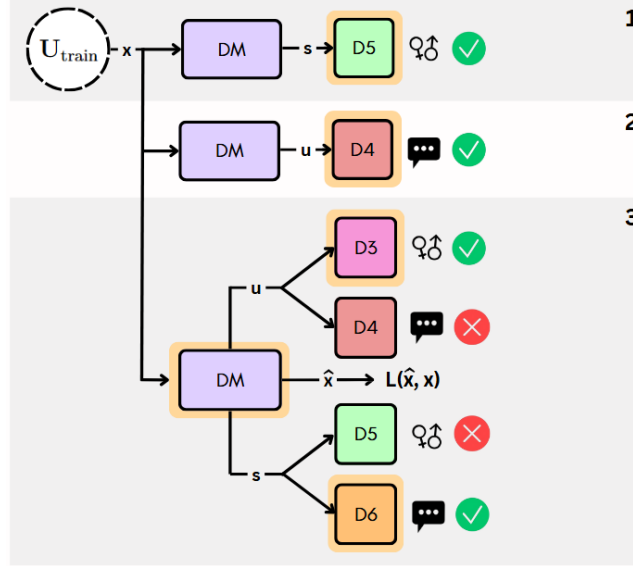 1
U_train x DM s D5
2
DM u D4
3
D3
u
D4
DM x̂ L(x̂, x)
D5
s
D6